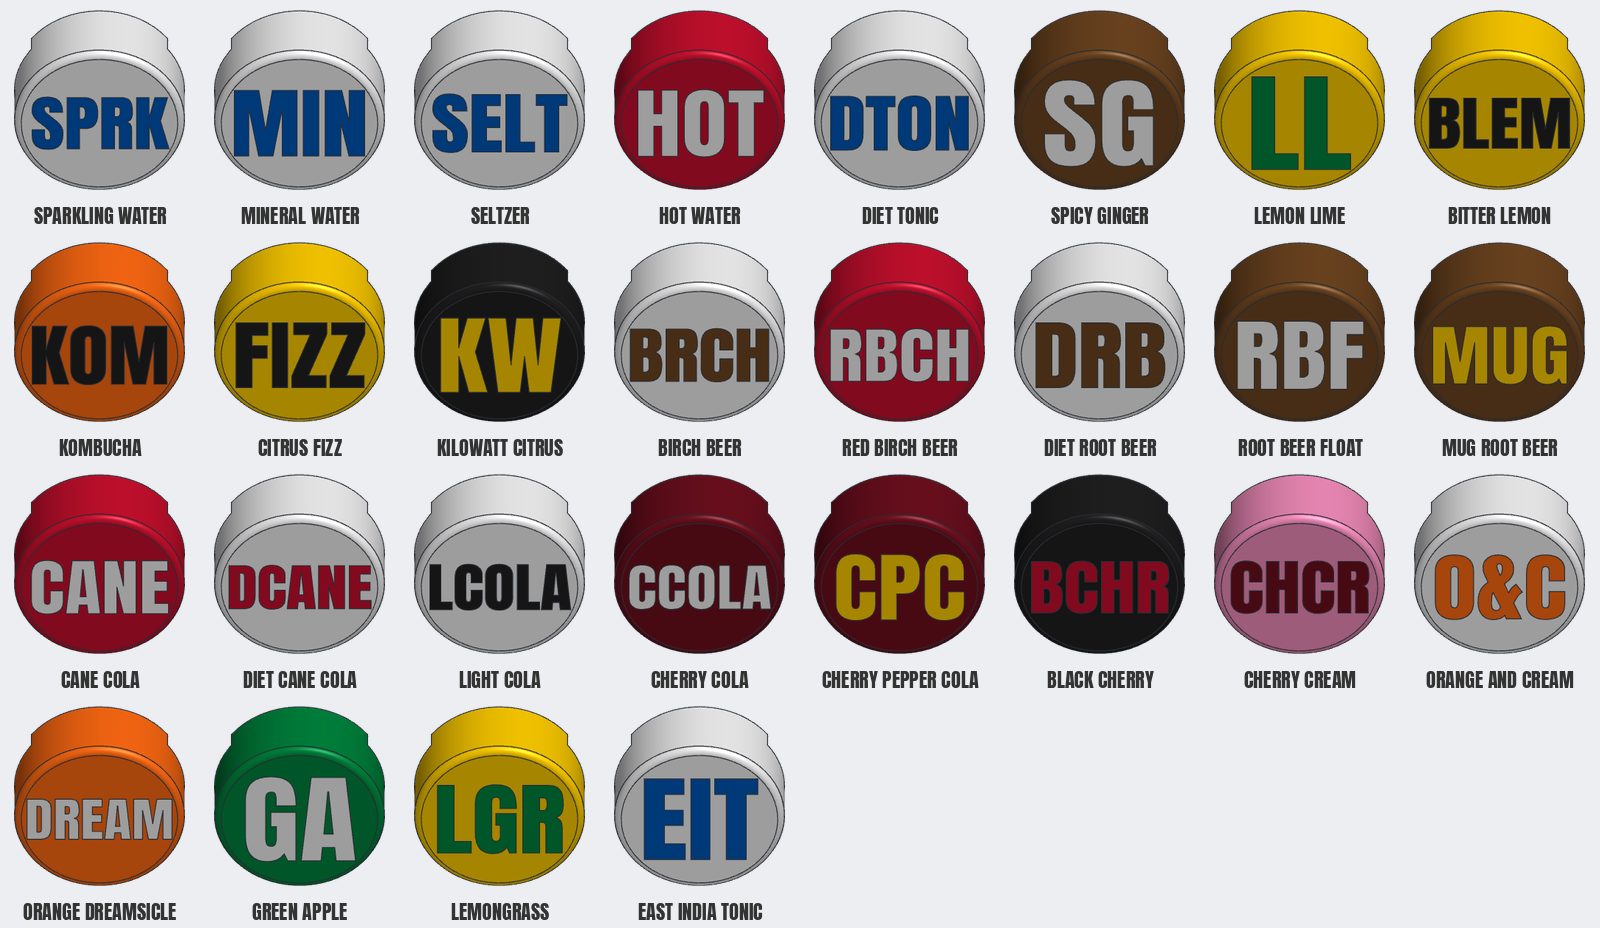 SPRK MIN SELT HOT DTON SG LL BLEM
SPARKLING WATER MINERAL WATER SELTZER HOT WATER DIET TONIC SPICY GINGER LEMON LIME BITTER LEMON
KOM FIZZ KW BRCH RBCH DRB RBF MUG
KOMBUCHA CITRUS FIZZ KILOWATT CITRUS BIRCH BEER RED BIRCH BEER DIET ROOT BEER ROOT BEER FLOAT MUG ROOT BEER
CANE DCANE LCOLA CCOLA CPC BCHR CHCR O&C
CANE COLA DIET CANE COLA LIGHT COLA CHERRY COLA CHERRY PEPPER COLA BLACK CHERRY CHERRY CREAM ORANGE AND CREAM
DREAM GA LGR EIT
ORANGE DREAMSICLE GREEN APPLE LEMONGRASS EAST INDIA TONIC